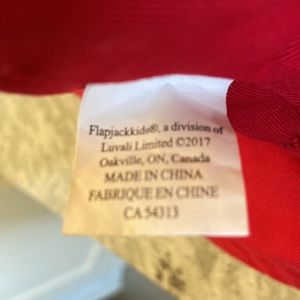 Flapjackkids®, a division of
Luvali Limited ©2017
Oakville, ON, Canada
MADE IN CHINA
FABRIQUE EN CHINE
CA 54313